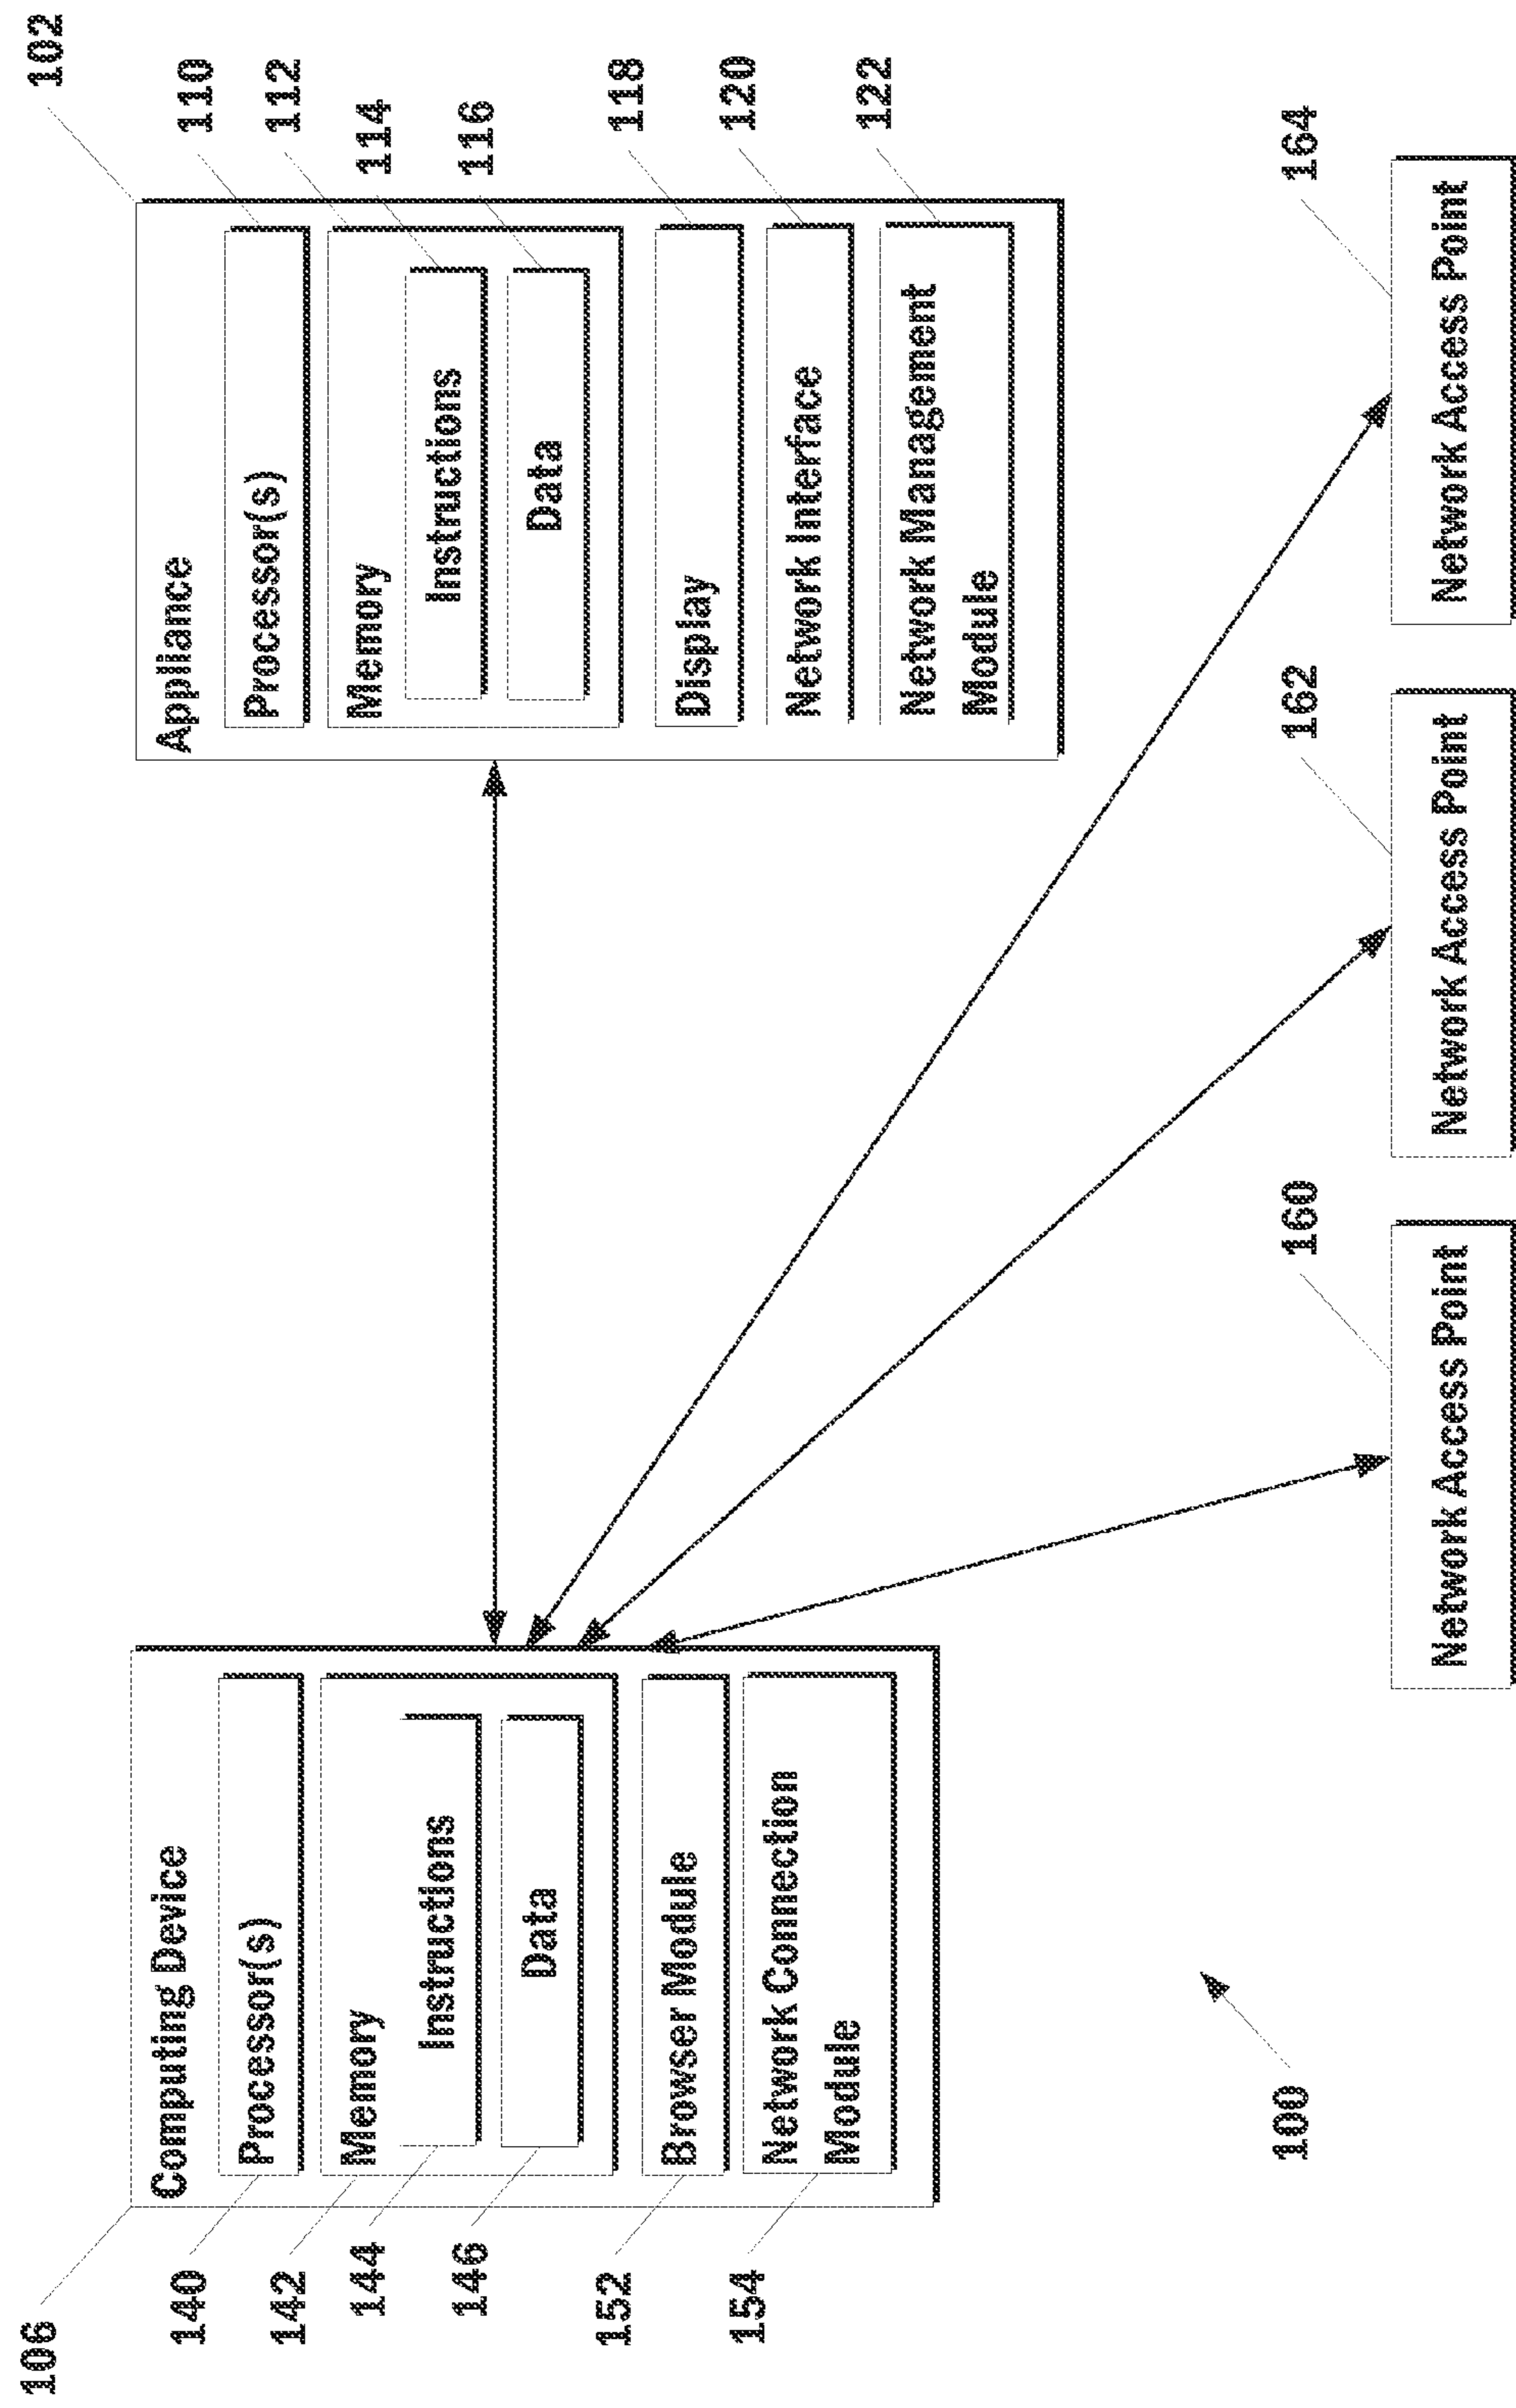 106
Computing Device
140
Processor(s)
142
Memory
144
Instructions
146
Data
152
Browser Module
154
Network Connection
Module
102
Appliance
110
Processor(s)
112
Memory
114
Instructions
116
Data
118
Display
120
Network Interface
122
Network Management
Module
100
160
Network Access Point
162
Network Access Point
164
Network Access Point